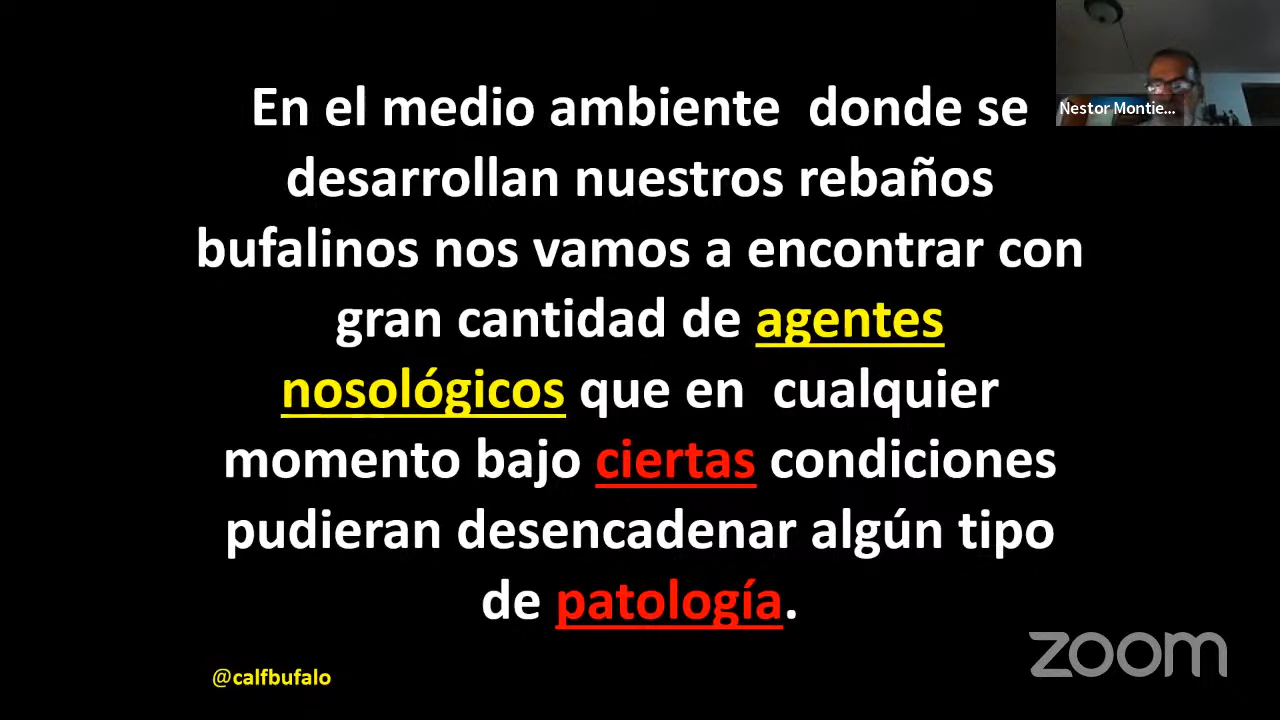 En el medio ambiente  donde se
desarrollan nuestros rebaños
bufalinos nos vamos a encontrar con
gran cantidad de agentes
nosológicos que en  cualquier
momento bajo ciertas condiciones
pudieran desencadenar algún tipo
de patología.
Nestor Montie...
@calfbufalo
zoom